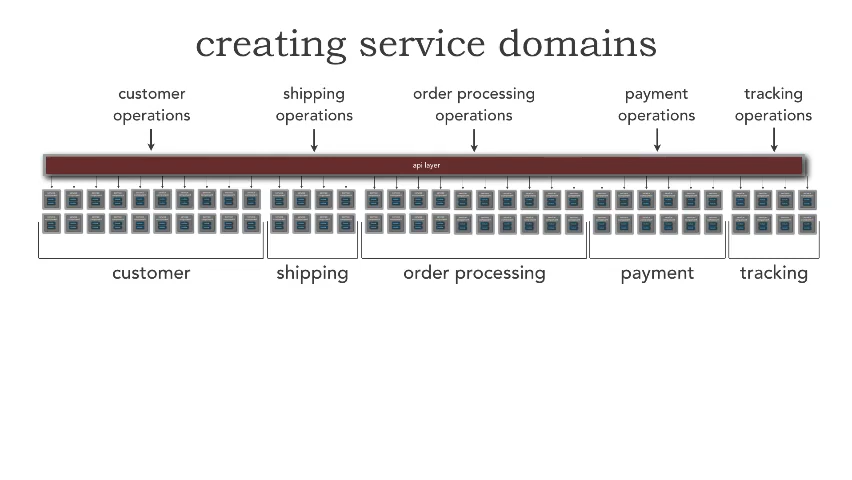 creating service domains
customer operations
shipping operations
order processing operations
payment operations
tracking operations
api layer
customer
shipping
order processing
payment
tracking